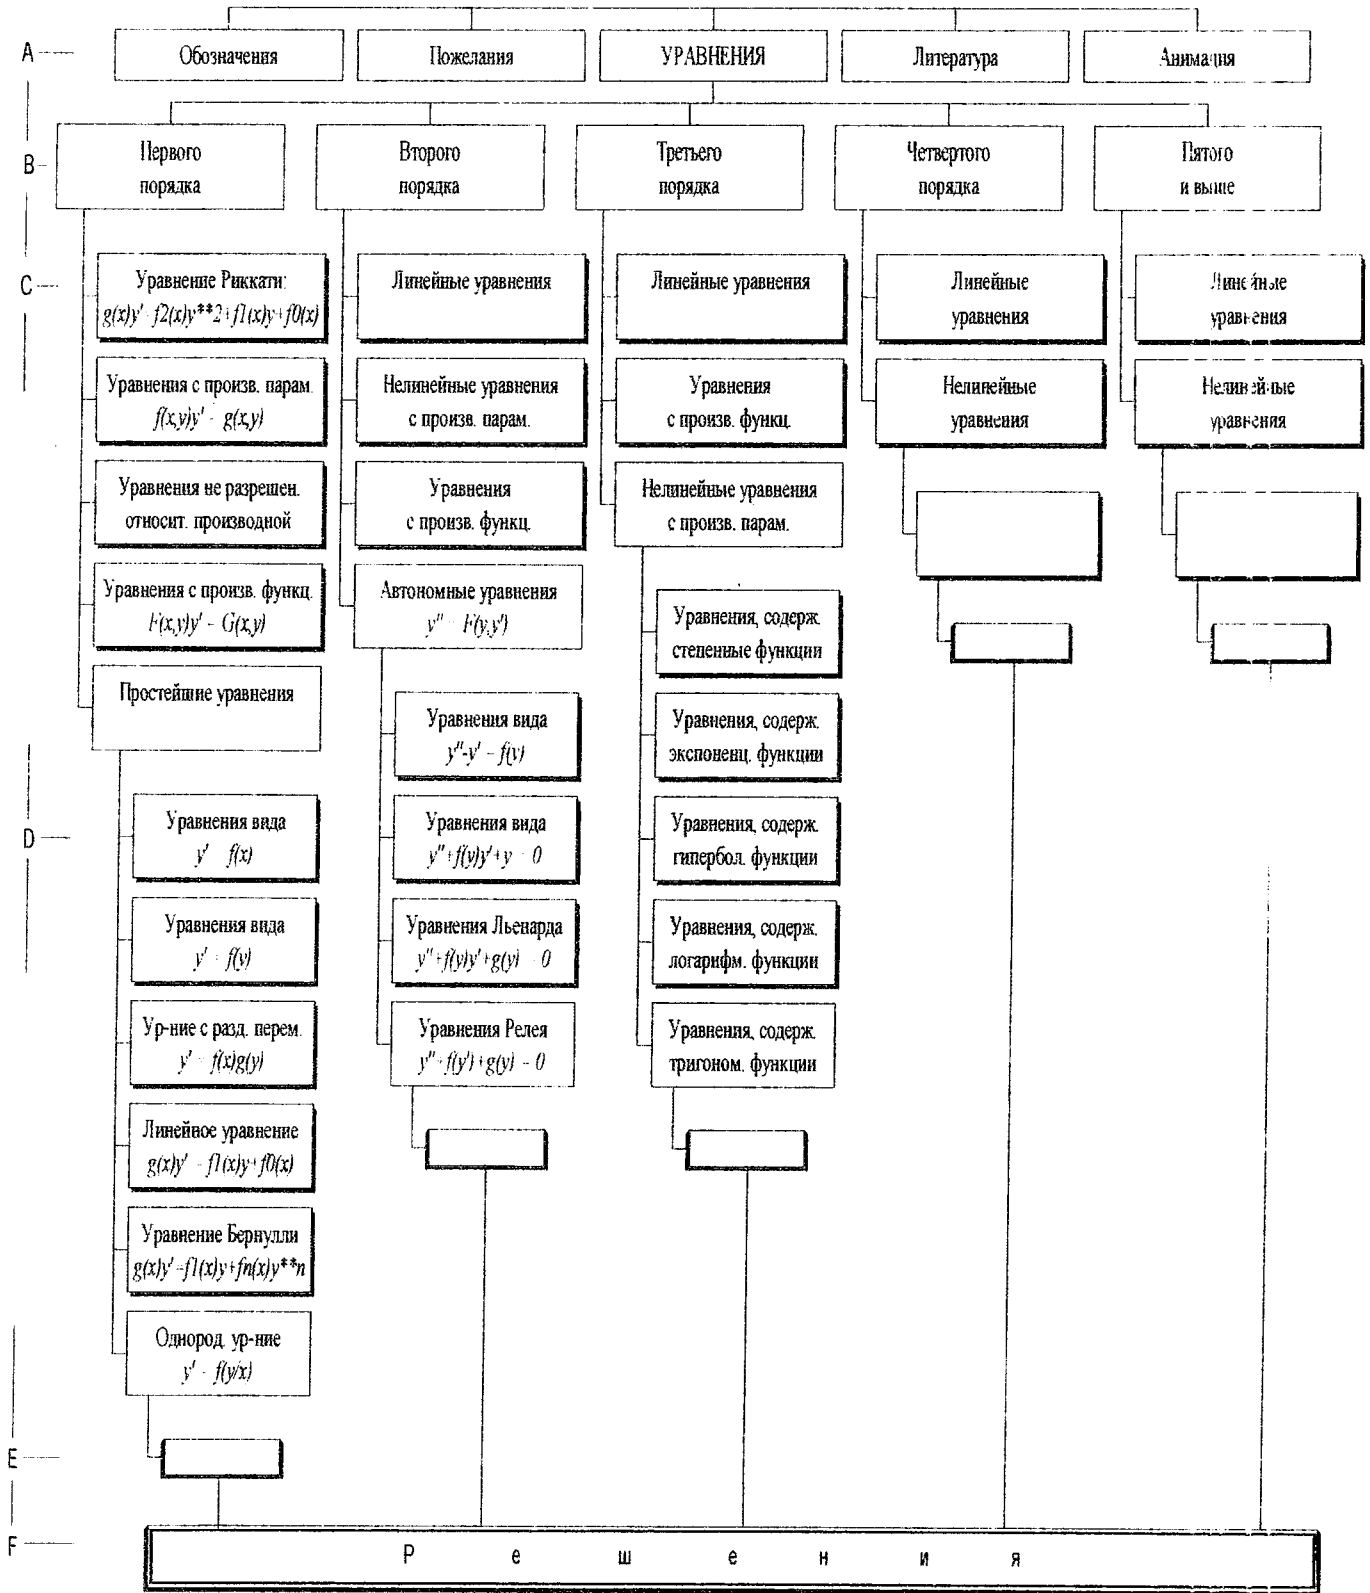 A
Обозначения
Пожелания
УРАВНЕНИЯ
Литература
Анимация
B
Первого
порядка
Второго
порядка
Третьего
порядка
Четвертого
порядка
Пятого
и выше
C
Уравнение Риккати:
g(x)y' = f2(x)y**2+f1(x)y+f0(x)
Линейные уравнения
Линейные уравнения
Линейные
уравнения
Линейные
уравнения
Уравнения с произв. парам.
f(x,y)y' = g(x,y)
Нелинейные уравнения
с произв. парам.
Уравнения
с произв. функц.
Нелинейные
уравнения
Нелинейные
уравнения
Уравнения не разрешен.
относит. производной
Уравнения
с произв. функц.
Нелинейные уравнения
с произв. парам.
Уравнения с произв. функц.
F(x,y)y' = G(x,y)
Автономные уравнения
y'' = F(y,y')
Уравнения, содерж.
степенные функции
Простейшие уравнения
Уравнения вида
y''-y' = f(y)
Уравнения, содерж.
экспоненц. функции
D
Уравнения вида
y' = f(x)
Уравнения вида
y''+f(y)y'+y = 0
Уравнения, содерж.
гипербол. функции
Уравнения вида
y' = f(y)
Уравнения Льенарда
y''+f(y)y'+g(y) = 0
Уравнения, содерж.
логарифм. функции
Ур-ние с разд. перем.
y' = f(x)g(y)
Уравнения Релея
y''+f(y')+g(y) = 0
Уравнения, содерж.
тригоном. функции
Линейное уравнение
g(x)y' = f1(x)y+f0(x)
Уравнение Бернулли
g(x)y'=f1(x)y+fn(x)y**n
Однород. ур-ние
y' = f(y/x)
E
F
Р е ш е н и я